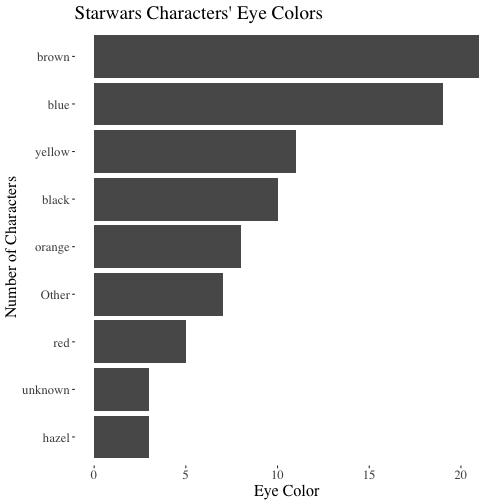 Starwars Characters' Eye Colors
Number of Characters
brown
blue
yellow
black
orange
Other
red
unknown
hazel
0 5 10 15 20
Eye Color